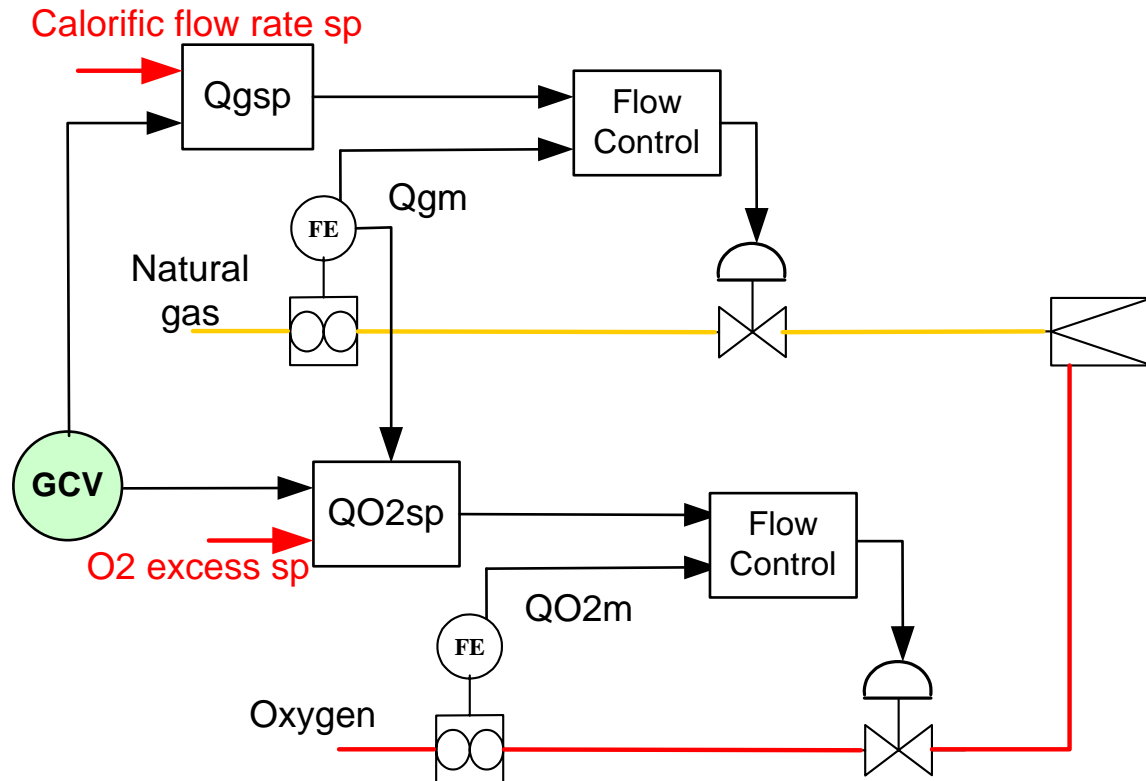 Calorific flow rate sp
Qgsp
Flow
Control
Qgm
FE
Natural
gas
GCV
QO2sp
O2 excess sp
Flow
Control
QO2m
FE
Oxygen